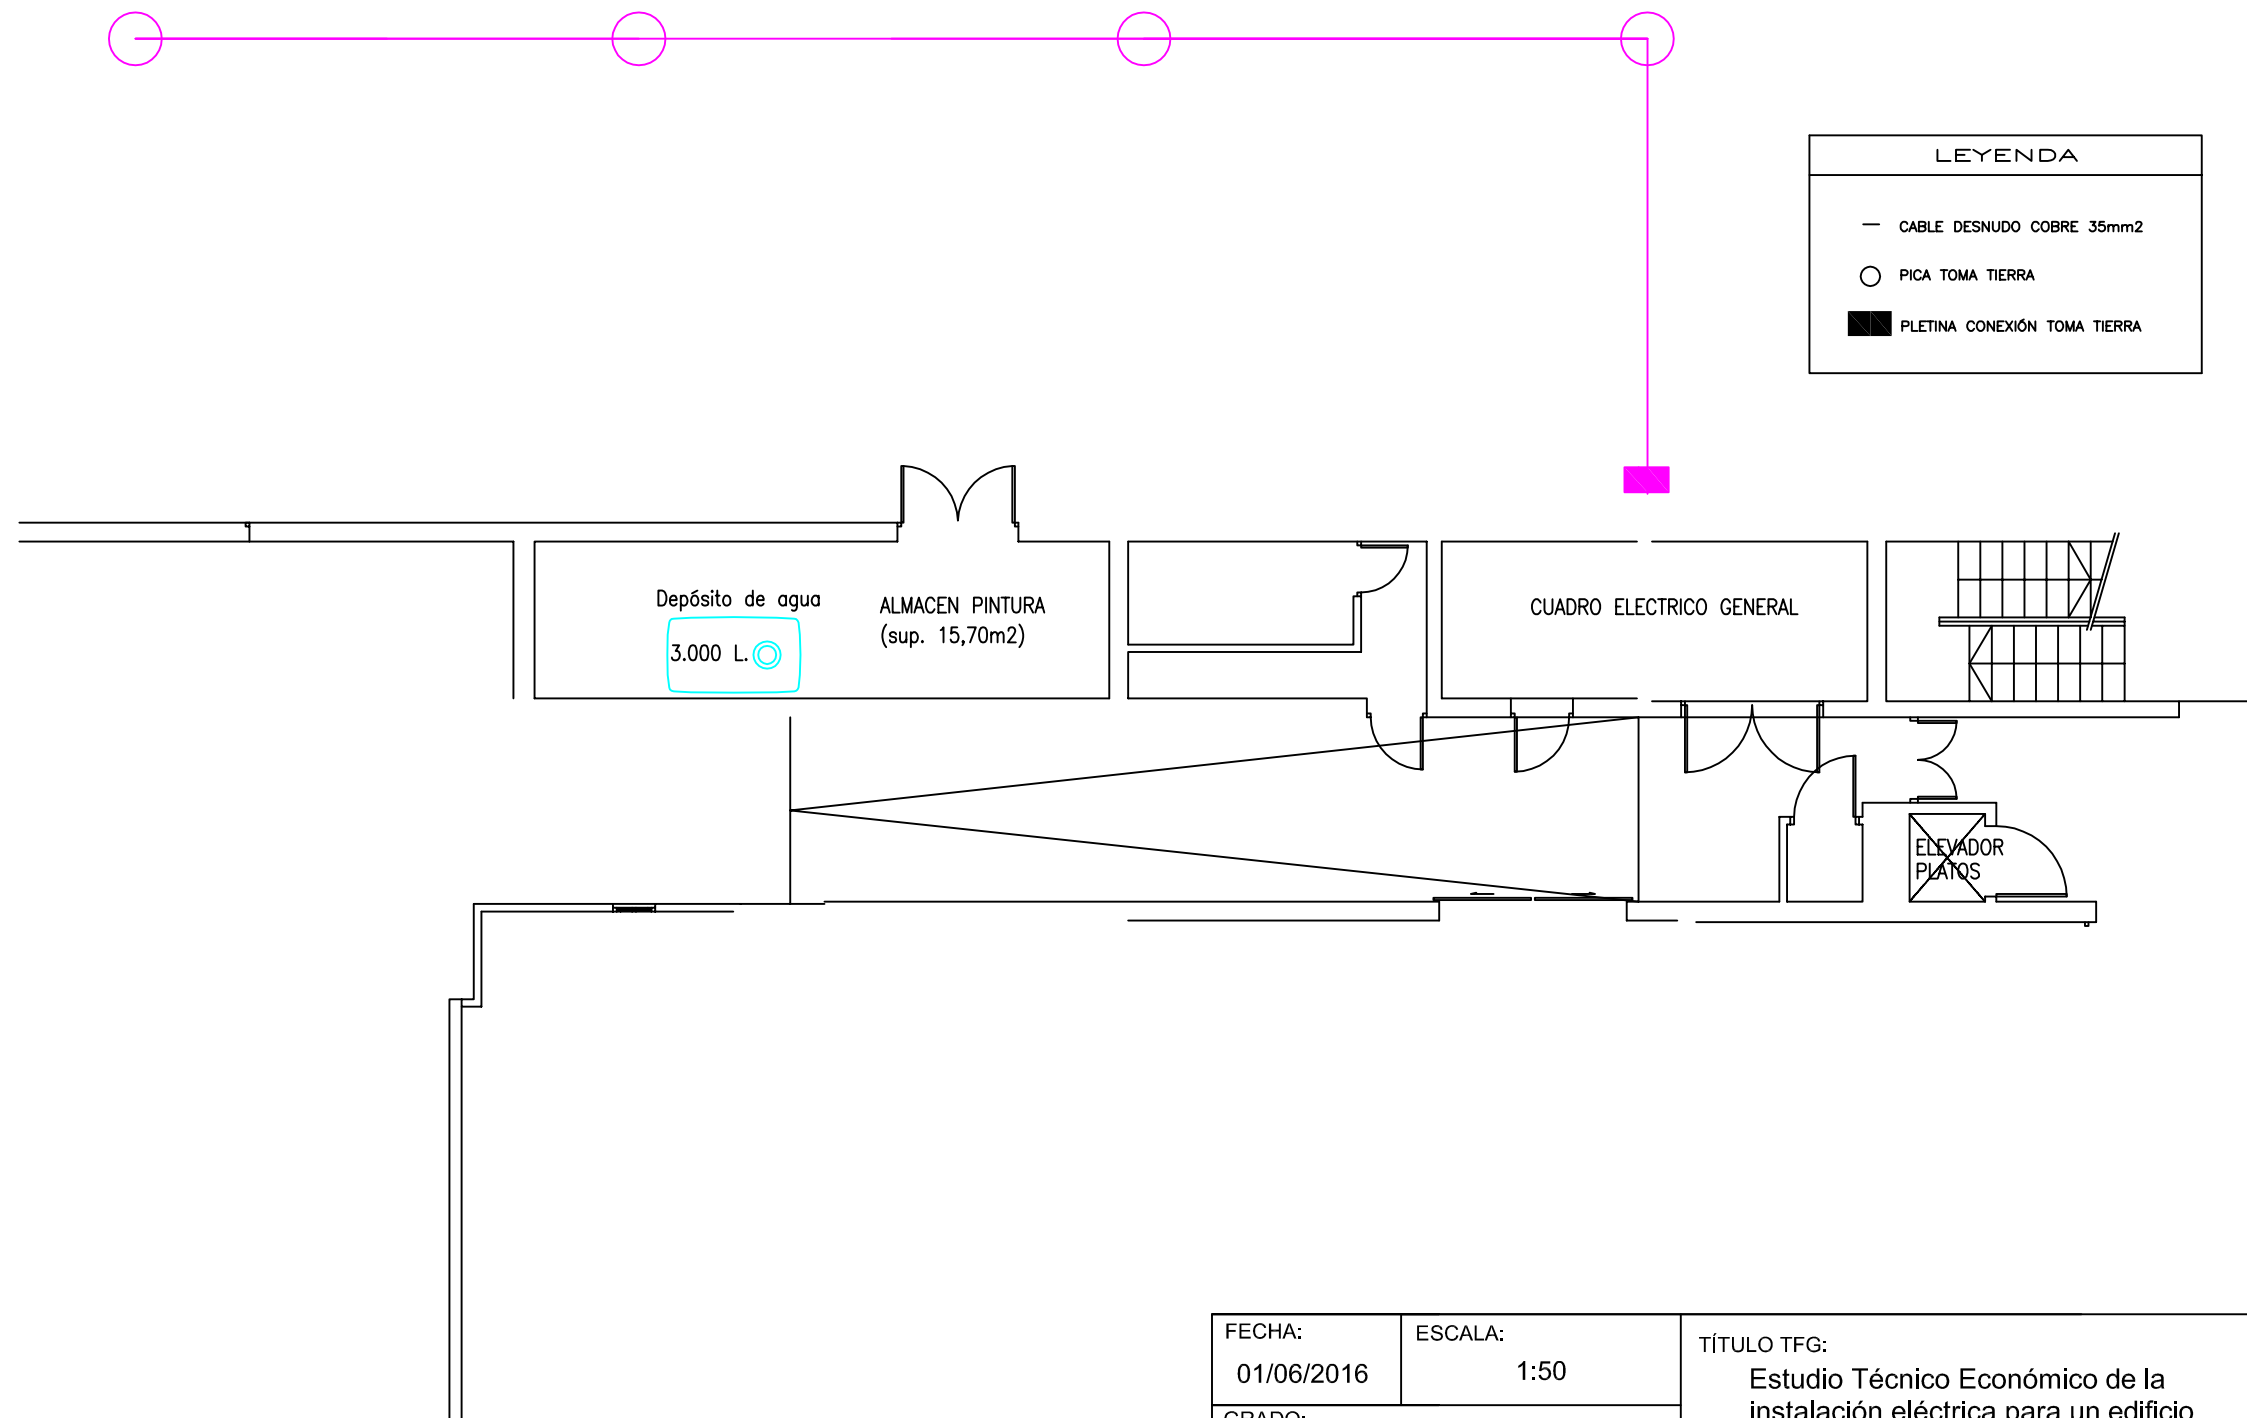 LEYENDA
CABLE DESNUDO COBRE 35mm2
PICA TOMA TIERRA
PLETINA CONEXIÓN TOMA TIERRA
Depósito de agua
3.000 L.
ALMACEN PINTURA
(sup. 15,70m2)
CUADRO ELECTRICO GENERAL
ELEVADOR
PLATOS
FECHA:
01/06/2016
ESCALA:
1:50
TÍTULO TFG:
Estudio Técnico Económico de la
instalación eléctrica para un edificio
GRADO: